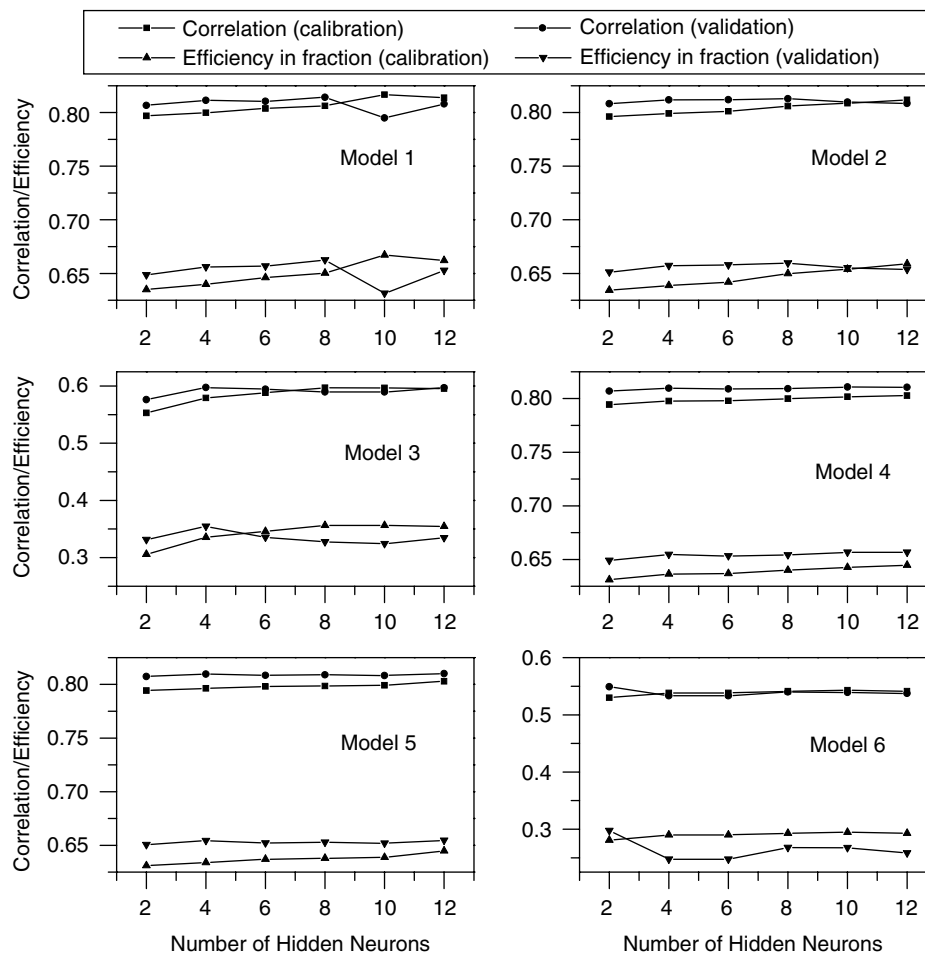 Correlation (calibration)
Correlation (validation)
Efficiency in fraction (calibration)
Efficiency in fraction (validation)
Correlation/Efficiency
0.80
0.75
0.70
0.65
Model 1
2 4 6 8 10 12
0.80
0.75
0.70
0.65
Model 2
2 4 6 8 10 12
Correlation/Efficiency
0.6
0.5
0.4
0.3
Model 3
2 4 6 8 10 12
0.80
0.75
0.70
0.65
Model 4
2 4 6 8 10 12
Correlation/Efficiency
0.80
0.75
0.70
0.65
Model 5
2 4 6 8 10 12
Number of Hidden Neurons
0.6
0.5
0.4
0.3
Model 6
2 4 6 8 10 12
Number of Hidden Neurons